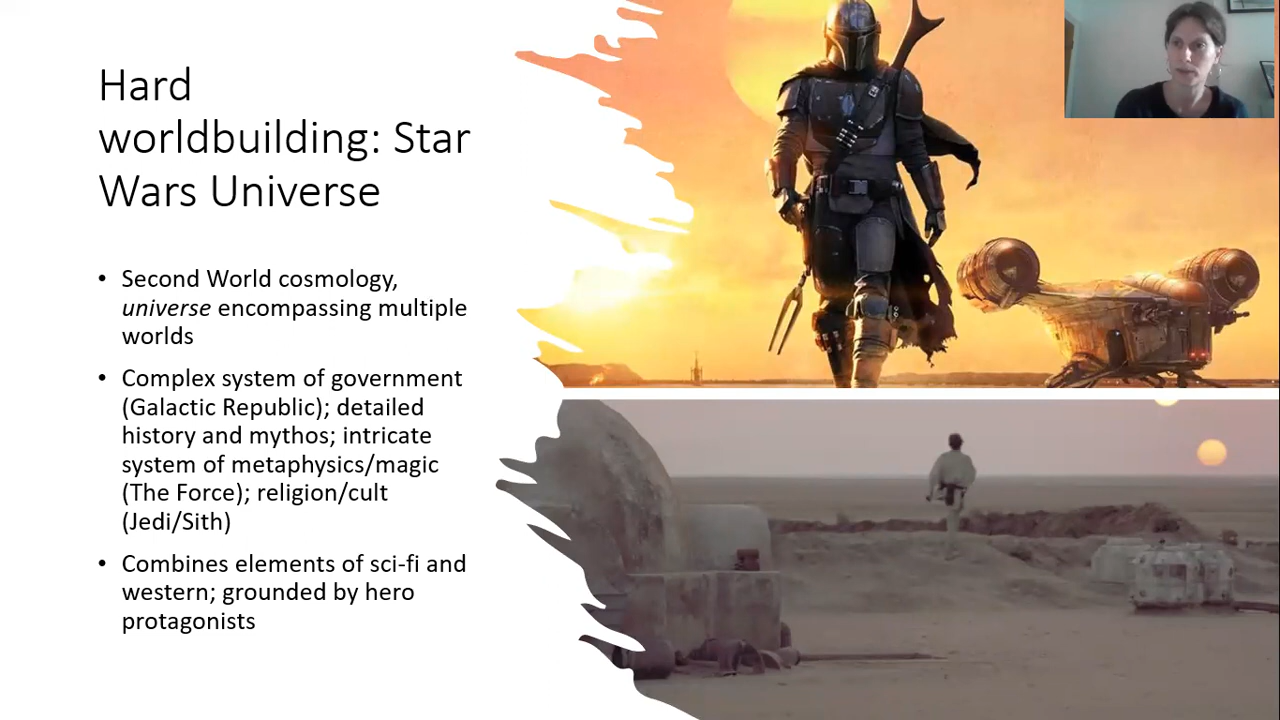 Hard
worldbuilding: Star
Wars Universe
• Second World cosmology,
universe encompassing multiple
worlds
• Complex system of government
(Galactic Republic); detailed
history and mythos; intricate
system of metaphysics/magic
(The Force); religion/cult
(Jedi/Sith)
• Combines elements of sci-fi and
western; grounded by hero
protagonists